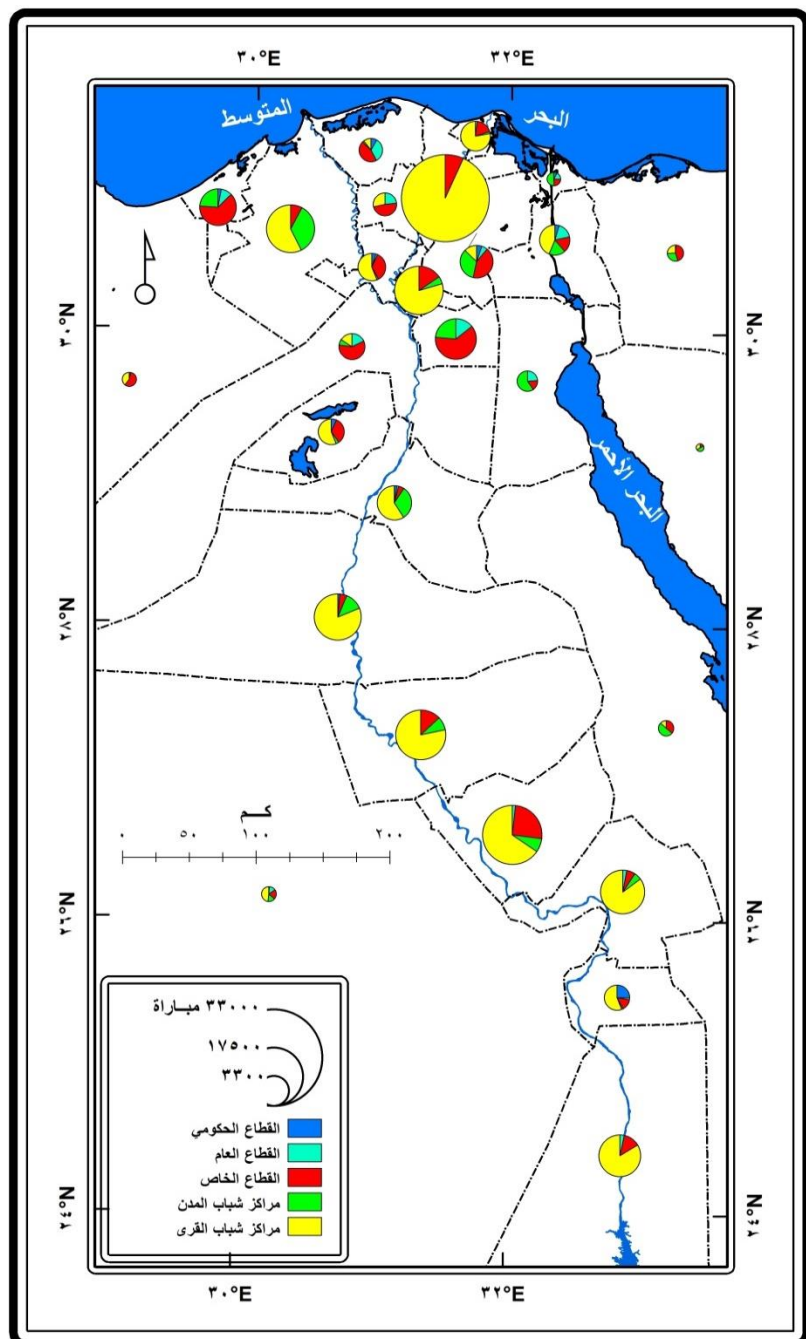 ٣٠°E ٣٢°E
البحر المتوسط
٣٠°N ٣٠°N
البحر الأحمر
٢٨°N ٢٨°N
كم
٠ ٥٠ ١٠٠ ٢٠٠
٢٦°N ٢٦°N
٣٣٠٠٠ مباراة
١٧٥٠٠
٣٣٠٠
القطاع الحكومي
القطاع العام
القطاع الخاص
مراكز شباب المدن
مراكز شباب القرى
٢٤°N ٢٤°N
٣٠°E ٣٢°E